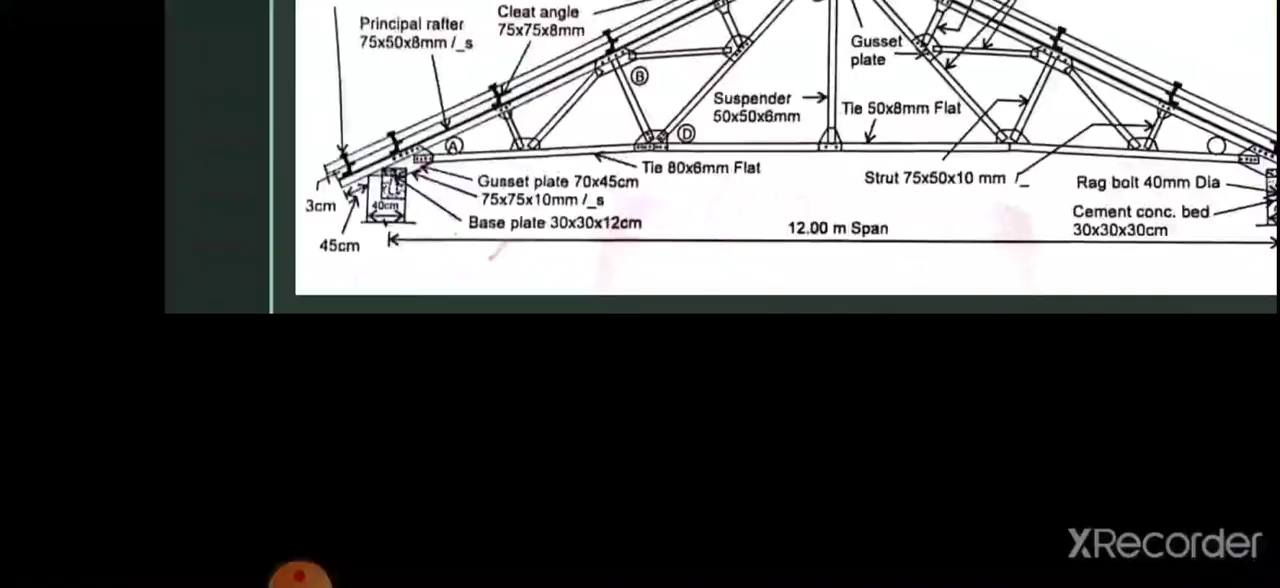 Principal rafter
75x50x8mm /_s
Cleat angle
75x75x8mm
Gusset
plate
B
Suspender
50x50x6mm
Tie 50x8mm Flat
A
D
Tie 80x6mm Flat
Strut 75x50x10 mm /_
Gusset plate 70x45cm
75x75x10mm /_s
Base plate 30x30x12cm
Rag bolt 40mm Dia
Cement conc. bed
30x30x30cm
3cm
40cm
45cm
12.00 m Span
XRecorder